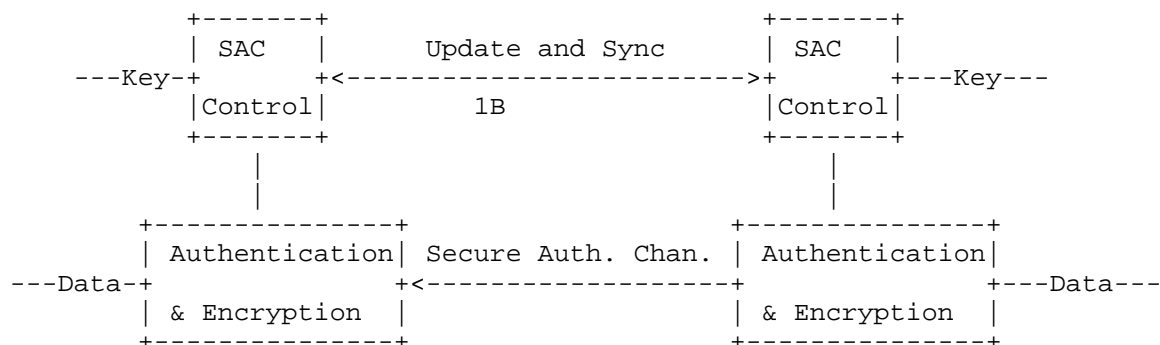 +-------+ +-------+
| SAC | Update and Sync | SAC |
---Key-+ +<-------------------------->+ +---Key---
|Control| 1B |Control|
+-------+ +-------+
| |
| |
+---------------+ +---------------+
| Authentication| Secure Auth. Chan. | Authentication|
---Data-+ +<-------------------+ +---Data---
| & Encryption | | & Encryption |
+---------------+ +---------------+